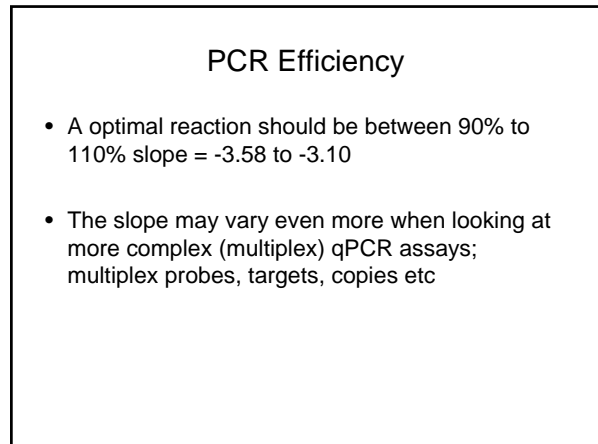 PCR Efficiency
• A optimal reaction should be between 90% to
110% slope = -3.58 to -3.10
• The slope may vary even more when looking at
more complex (multiplex) qPCR assays;
multiplex probes, targets, copies etc